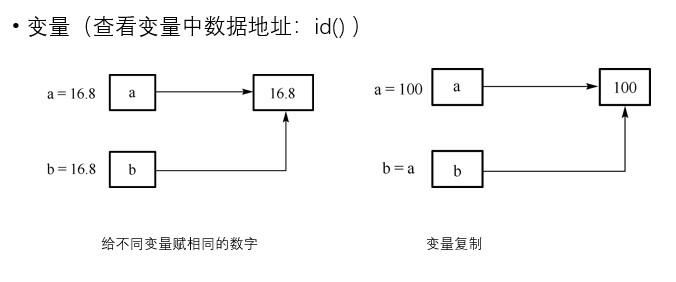 • 变量（查看变量中数据地址：id() ）
a = 16.8
a
16.8
b = 16.8
b
给不同变量赋相同的数字
a = 100
a
100
b = a
b
变量复制